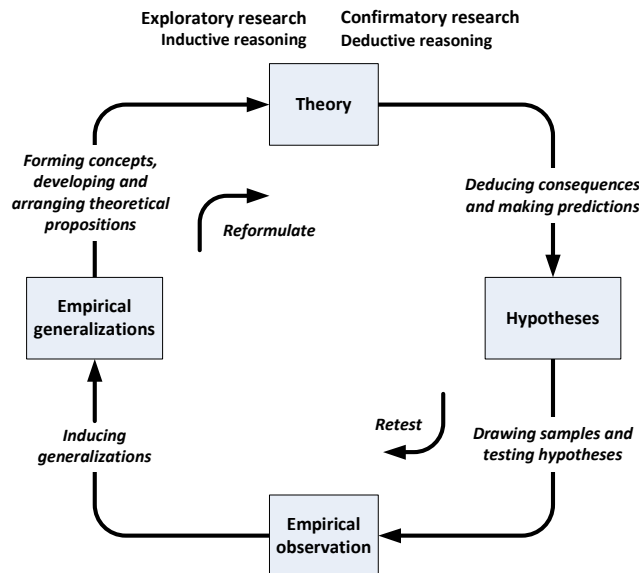 Exploratory research
Inductive reasoning
Confirmatory research
Deductive reasoning
Theory
Forming concepts,
developing and
arranging theoretical
propositions
Deducing consequences
and making predictions
Reformulate
Empirical
generalizations
Hypotheses
Inducing
generalizations
Retest
Drawing samples and
testing hypotheses
Empirical
observation